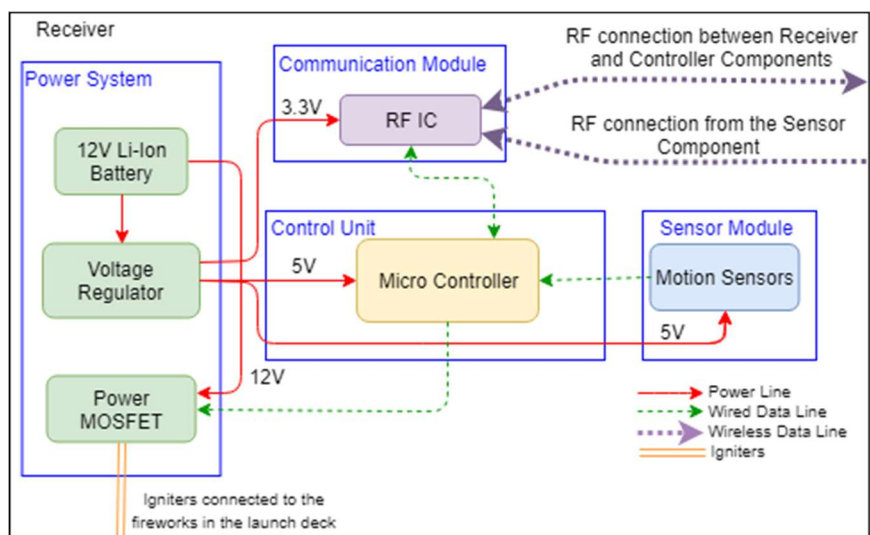 Receiver
Power System
12V Li-Ion
Battery
Voltage
Regulator
Power
MOSFET
Igniters connected to the
fireworks in the launch deck
Communication Module
3.3V
RF IC
RF connection between Receiver
and Controller Components
RF connection from the Sensor
Component
Control Unit
5V
Micro Controller
Sensor Module
Motion Sensors
5V
12V
Power Line
Wired Data Line
Wireless Data Line
Igniters